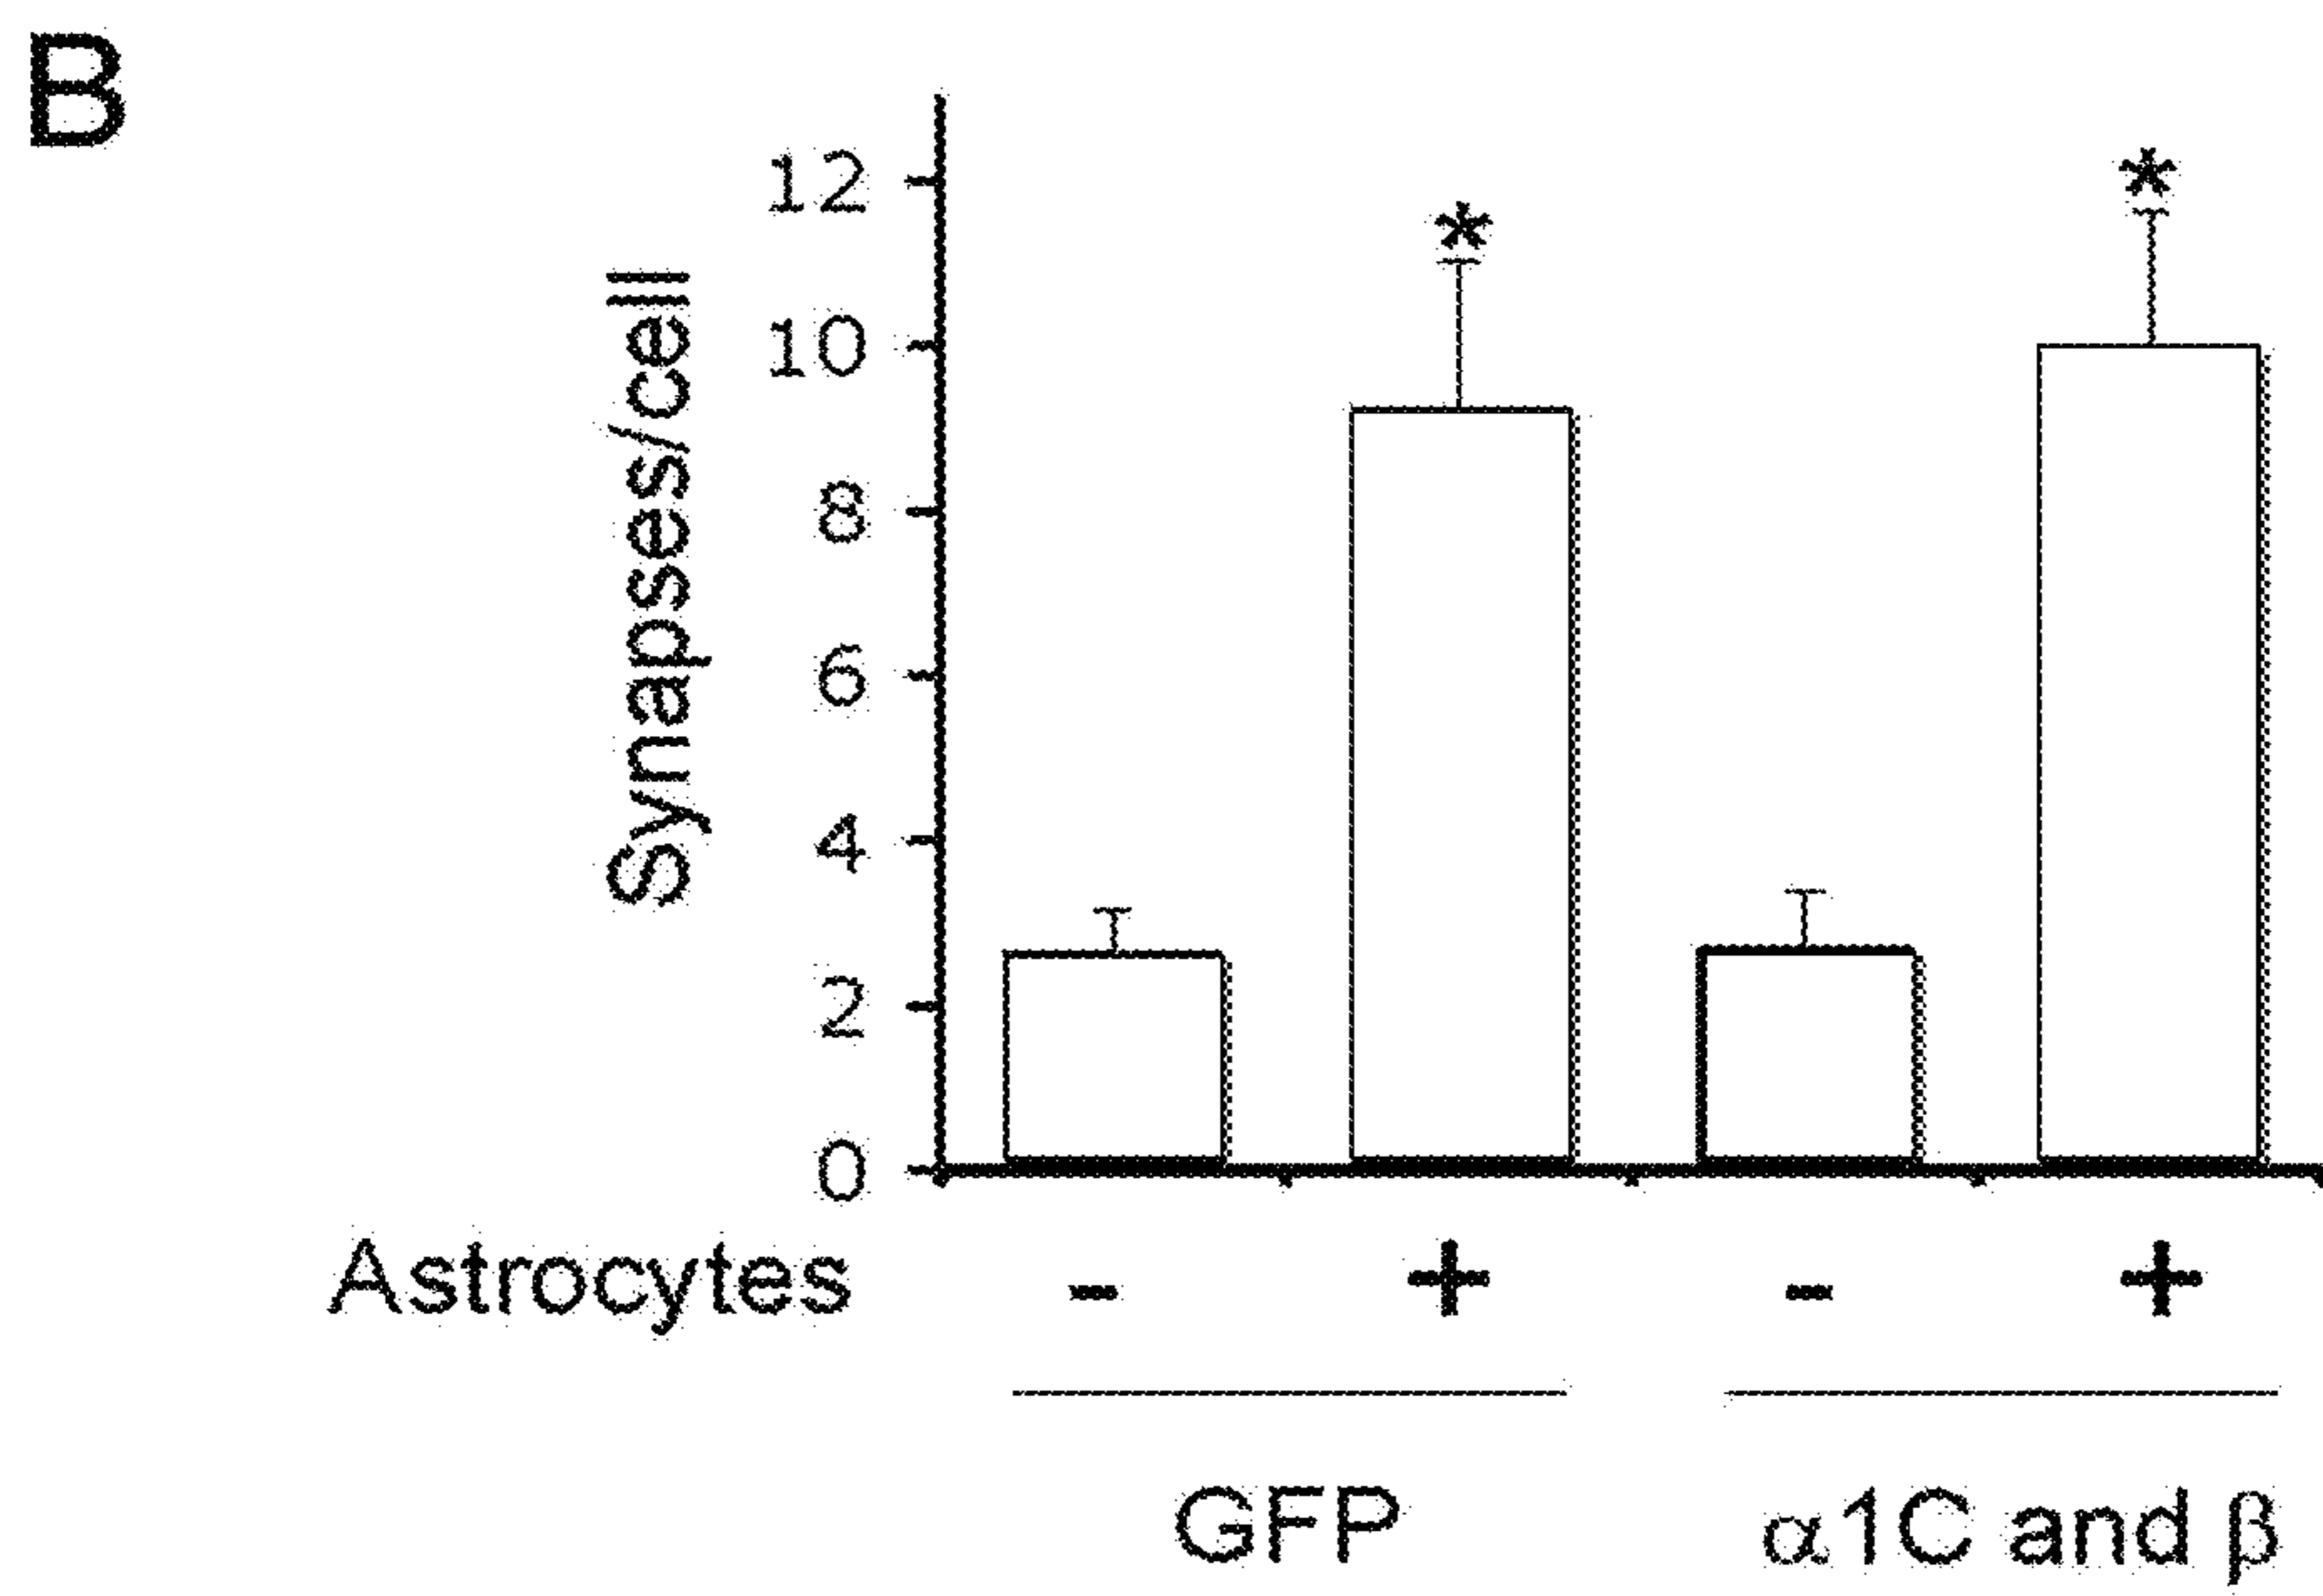 B
Synapses/cell
12
10
8
6
4
2
0
* *
Astrocytes - + - +
GFP α1C and β